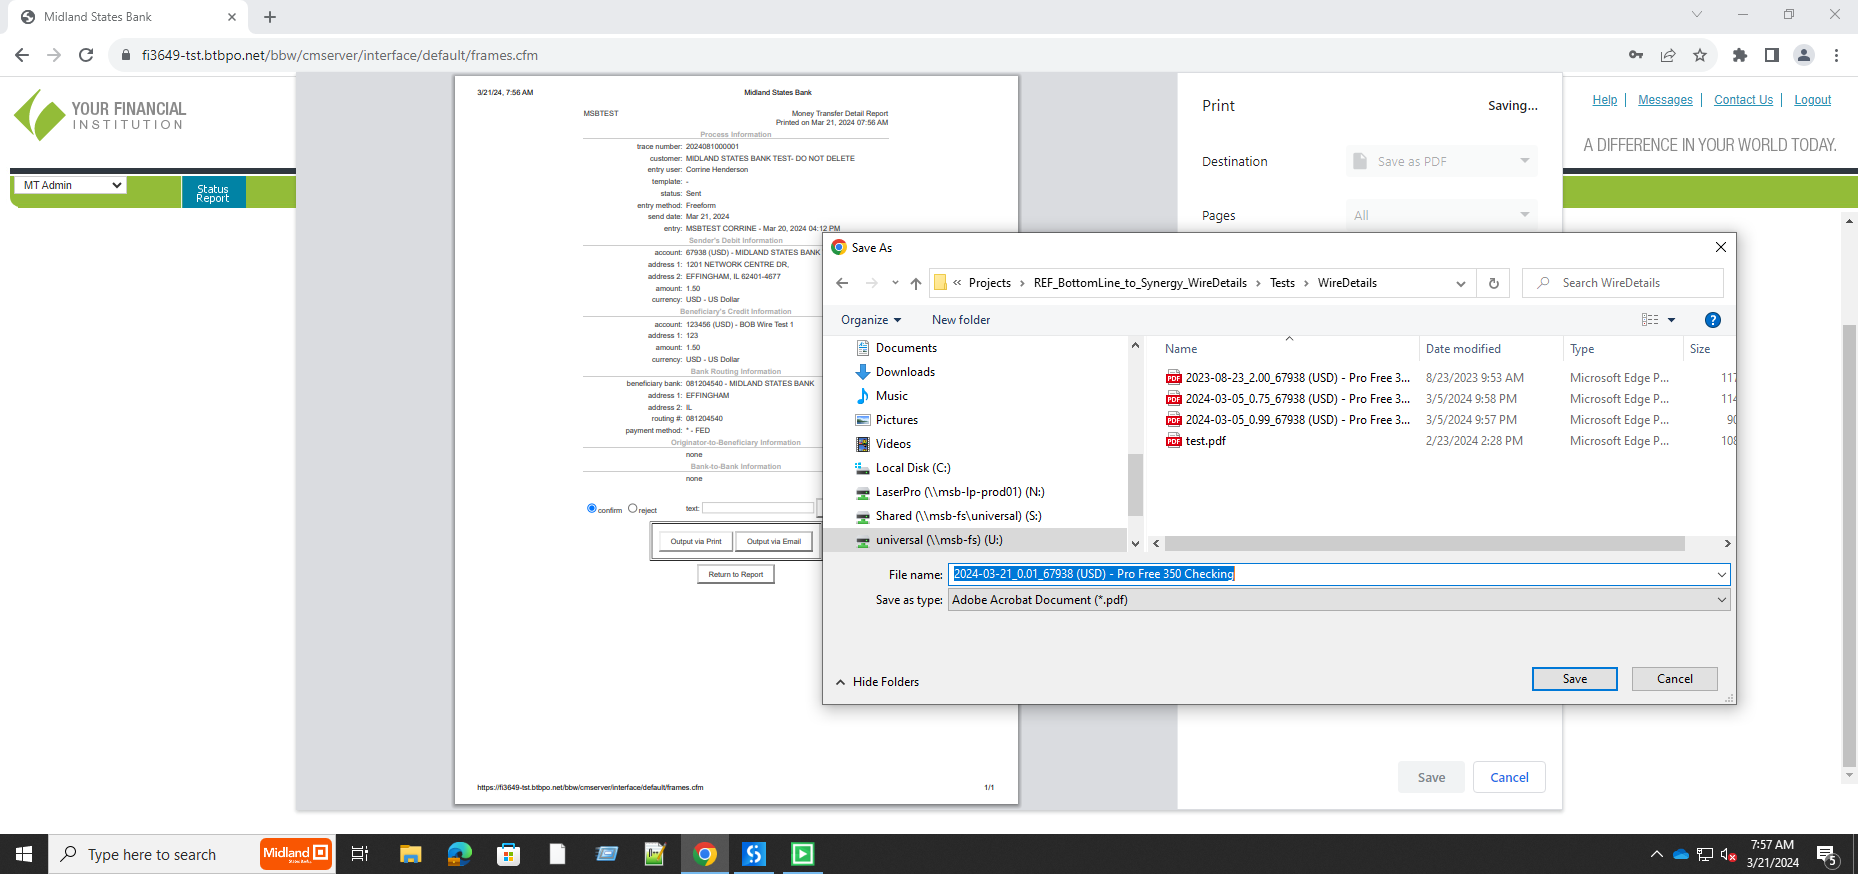 Midland States Bank
fi3649-tst.btbpo.net/bbw/cmserver/interface/default/frames.cfm
YOUR FINANCIAL
INSTITUTION
Help | Messages | Contact Us | Logout
A DIFFERENCE IN YOUR WORLD TODAY.
MT Admin
Status
Report
3/21/24, 7:56 AM Midland States Bank
MSBTEST Money Transfer Detail Report
Printed on Mar 21, 2024 07:56 AM
Process Information
trace number: 2024081000001
customer: MIDLAND STATES BANK TEST- DO NOT DELETE
entry user: Corrine Henderson
template: -
status: Sent
entry method: Freeform
send date: Mar 21, 2024
entry: MSBTEST CORRINE - Mar 20, 2024 04:12 PM
Sender's Debit Information
account: 67938 (USD) - MIDLAND STATES BANK
address 1: 1201 NETWORK CENTRE DR,
address 2: EFFINGHAM, IL 62401-4677
amount: 1.50
currency: USD - US Dollar
Beneficiary's Credit Information
account: 123456 (USD) - BOB Wire Test 1
address 1: 123
amount: 1.50
currency: USD - US Dollar
Bank Routing Information
beneficiary bank: 081204540 - MIDLAND STATES BANK
address 1: EFFINGHAM
address 2: IL
routing #: 081204540
payment method: * - FED
Originator-to-Beneficiary Information
none
Bank-to-Bank Information
none
confirm reject text:
Output via Print Output via Email
Return to Report
https://fi3649-tst.btbpo.net/bbw/cmserver/interface/default/frames.cfm 1/1
Print Saving...
Destination Save as PDF
Pages All
Save Cancel
Save As
« Projects › REF_BottomLine_to_Synergy_WireDetails › Tests › WireDetails
Search WireDetails
Organize New folder
Documents
Downloads
Music
Pictures
Videos
Local Disk (C:)
LaserPro (\\msb-lp-prod01) (N:)
Shared (\\msb-fs\universal) (S:)
universal (\\msb-fs) (U:)
Name Date modified Type Size
2023-08-23_2.00_67938 (USD) - Pro Free 3... 8/23/2023 9:53 AM Microsoft Edge P... 117
2024-03-05_0.75_67938 (USD) - Pro Free 3... 3/5/2024 9:58 PM Microsoft Edge P... 114
2024-03-05_0.99_67938 (USD) - Pro Free 3... 3/5/2024 9:57 PM Microsoft Edge P... 90
test.pdf 2/23/2024 2:28 PM Microsoft Edge P... 108
File name: 2024-03-21_0.01_67938 (USD) - Pro Free 350 Checking
Save as type: Adobe Acrobat Document (*.pdf)
Hide Folders
Save Cancel
Type here to search
Midland
7:57 AM
3/21/2024
5